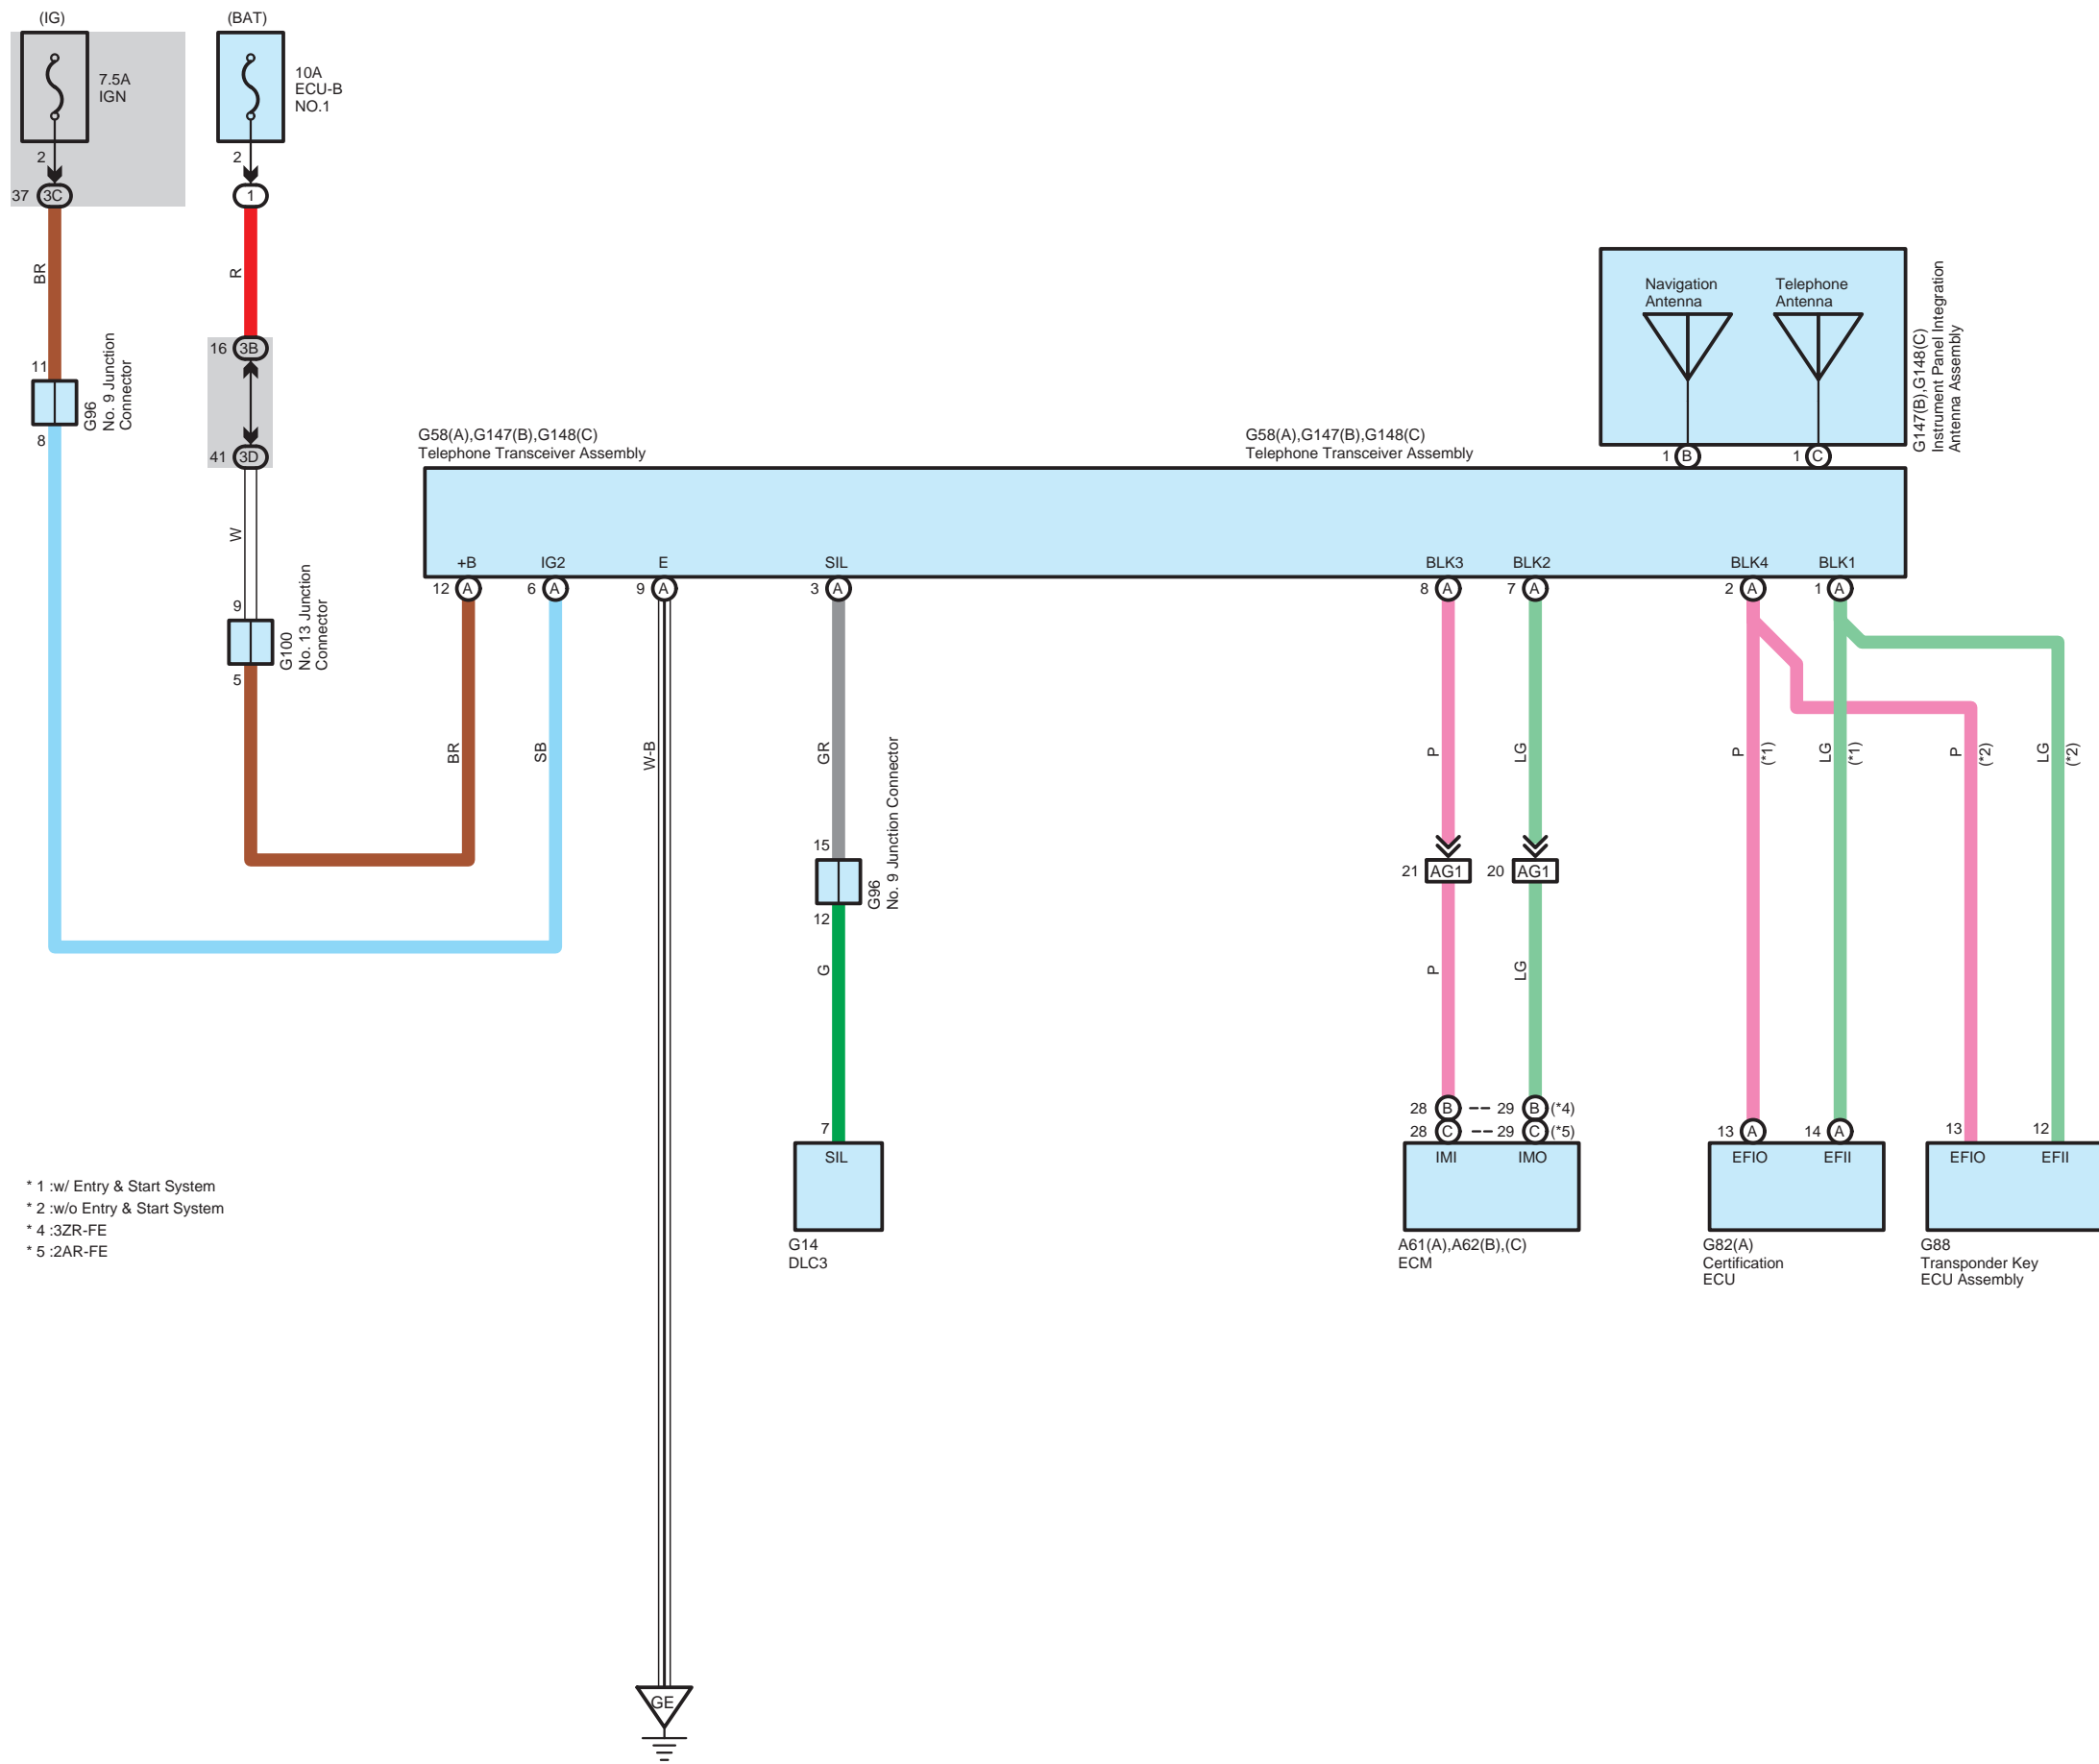 (IG)
(BAT)
7.5A
IGN
10A
ECU-B
NO.1
2
2
37
3C
1
BR
R
11
G96
No. 9 Junction
Connector
8
16
3B
41
3D
W
9
G100
No. 13 Junction
Connector
5
G58(A),G147(B),G148(C)
Telephone Transceiver Assembly
G58(A),G147(B),G148(C)
Telephone Transceiver Assembly
Navigation
Antenna
Telephone
Antenna
G147(B),G148(C)
Instrument Panel Integration
Antenna Assembly
1
B
1
C
+B
IG2
E
SIL
BLK3
BLK2
BLK4
BLK1
12
A
6
A
9
A
3
A
8
A
7
A
2
A
1
A
BR
SB
W-B
GR
P
LG
P
(*1)
LG
(*1)
P
(*2)
LG
(*2)
15
G96
No. 9 Junction Connector
12
21
AG1
20
AG1
G
P
LG
28
B
29
B
(*4)
28
C
29
C
(*5)
7
13
A
14
A
13
12
SIL
IMI
IMO
EFIO
EFII
EFIO
EFII
G14
DLC3
A61(A),A62(B),(C)
ECM
G82(A)
Certification
ECU
G88
Transponder Key
ECU Assembly
* 1 :w/ Entry & Start System
* 2 :w/o Entry & Start System
* 4 :3ZR-FE
* 5 :2AR-FE
GE